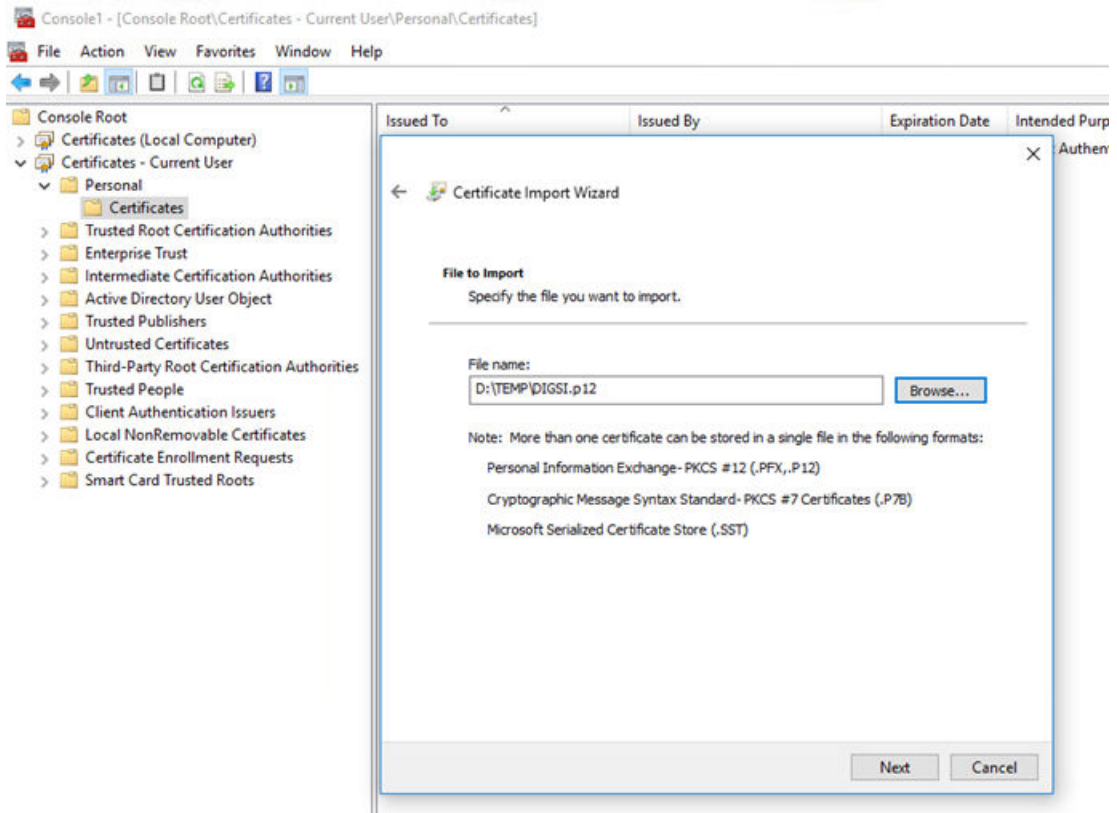 Console1 - [Console Root\Certificates - Current User\Personal\Certificates]
File Action View Favorites Window Help
Console Root
Certificates (Local Computer)
Certificates - Current User
Personal
Certificates
Trusted Root Certification Authorities
Enterprise Trust
Intermediate Certification Authorities
Active Directory User Object
Trusted Publishers
Untrusted Certificates
Third-Party Root Certification Authorities
Trusted People
Client Authentication Issuers
Local NonRemovable Certificates
Certificate Enrollment Requests
Smart Card Trusted Roots
Issued To Issued By Expiration Date Intended Purp
Authent
Certificate Import Wizard
File to Import
Specify the file you want to import.
File name:
D:\TEMP\DIGSI.p12
Browse...
Note: More than one certificate can be stored in a single file in the following formats:
Personal Information Exchange- PKCS #12 (.PFX,.P12)
Cryptographic Message Syntax Standard- PKCS #7 Certificates (.P7B)
Microsoft Serialized Certificate Store (.SST)
Next Cancel